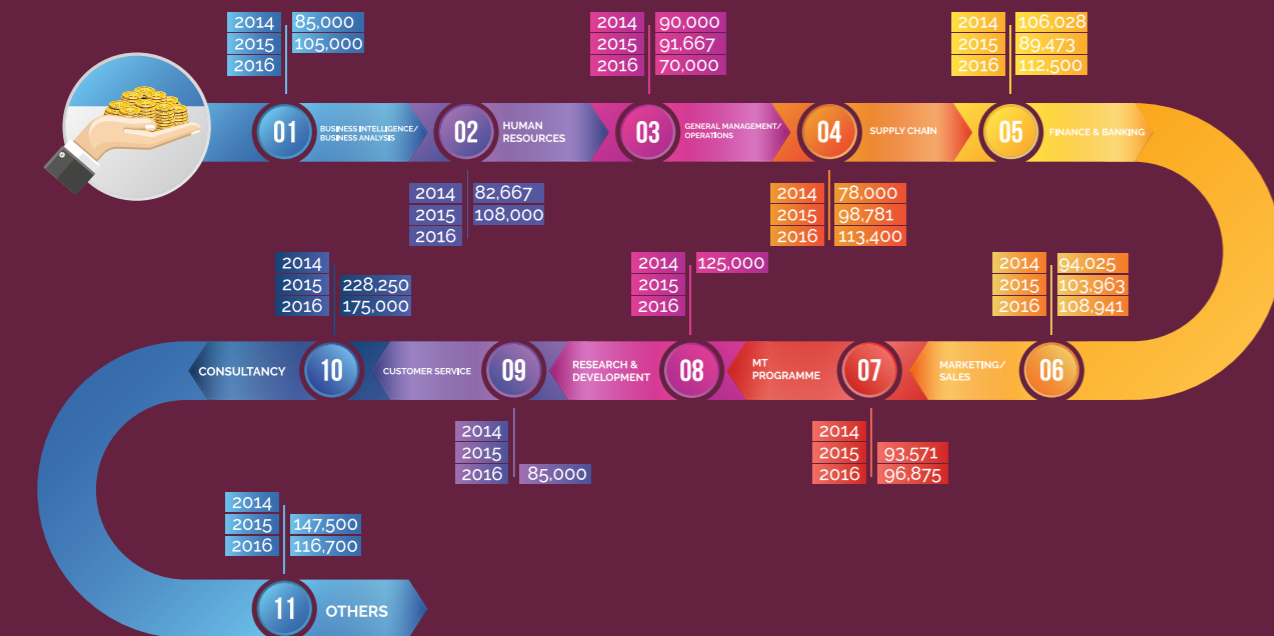 2014 85,000
2015 105,000
2016
2014 90,000
2015 91,667
2016 70,000
2014 106,028
2015 89,473
2016 112,500
01 BUSINESS INTELLIGENCE/
BUSINESS ANALYSIS
02 HUMAN
RESOURCES
03 GENERAL MANAGEMENT/
OPERATIONS
04 SUPPLY CHAIN
05 FINANCE & BANKING
2014 82,667
2015 108,000
2016
2014 78,000
2015 98,781
2016 113,400
2014
2015 228,250
2016 175,000
2014 125,000
2015
2016
2014 94,025
2015 103,963
2016 108,941
CONSULTANCY 10
CUSTOMER SERVICE 09
RESEARCH &
DEVELOPMENT 08
MT
PROGRAMME 07
MARKETING/
SALES 06
2014
2015
2016 85,000
2014
2015 93,571
2016 96,875
2014
2015 147,500
2016 116,700
11 OTHERS